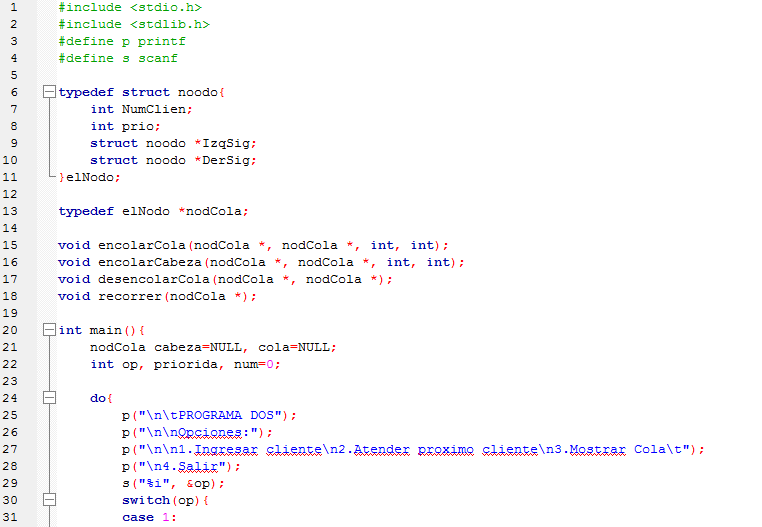 1 #include <stdio.h>
2 #include <stdlib.h>
3 #define p printf
4 #define s scanf
5
6 typedef struct noodo{
7 int NumClien;
8 int prio;
9 struct noodo *IzqSig;
10 struct noodo *DerSig;
11 }elNodo;
12
13 typedef elNodo *nodCola;
14
15 void encolarCola(nodCola *, nodCola *, int, int);
16 void encolarCabeza(nodCola *, nodCola *, int, int);
17 void desencolarCola(nodCola *, nodCola *);
18 void recorrer(nodCola *);
19
20 int main(){
21 nodCola cabeza=NULL, cola=NULL;
22 int op, priorida, num=0;
23
24 do{
25 p("\n\tPROGRAMA DOS");
26 p("\n\nOpciones:");
27 p("\n\n1.Ingresar cliente\n2.Atender proximo cliente\n3.Mostrar Cola\t");
28 p("\n4.Salir");
29 s("%i", &op);
30 switch(op){
31 case 1: